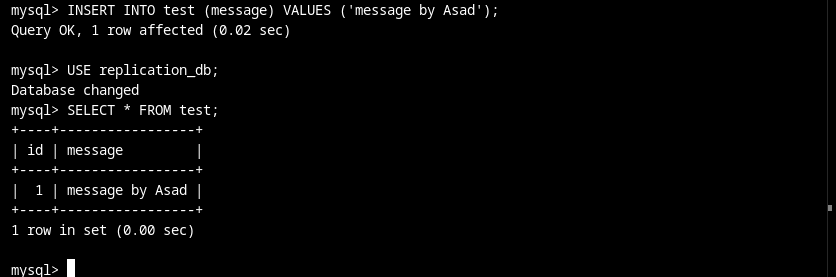 mysql> INSERT INTO test (message) VALUES ('message by Asad');
Query OK, 1 row affected (0.02 sec)
mysql> USE replication_db;
Database changed
mysql> SELECT * FROM test;
+----+-----------------+
| id | message         |
+----+-----------------+
|  1 | message by Asad |
+----+-----------------+
1 row in set (0.00 sec)
mysql>